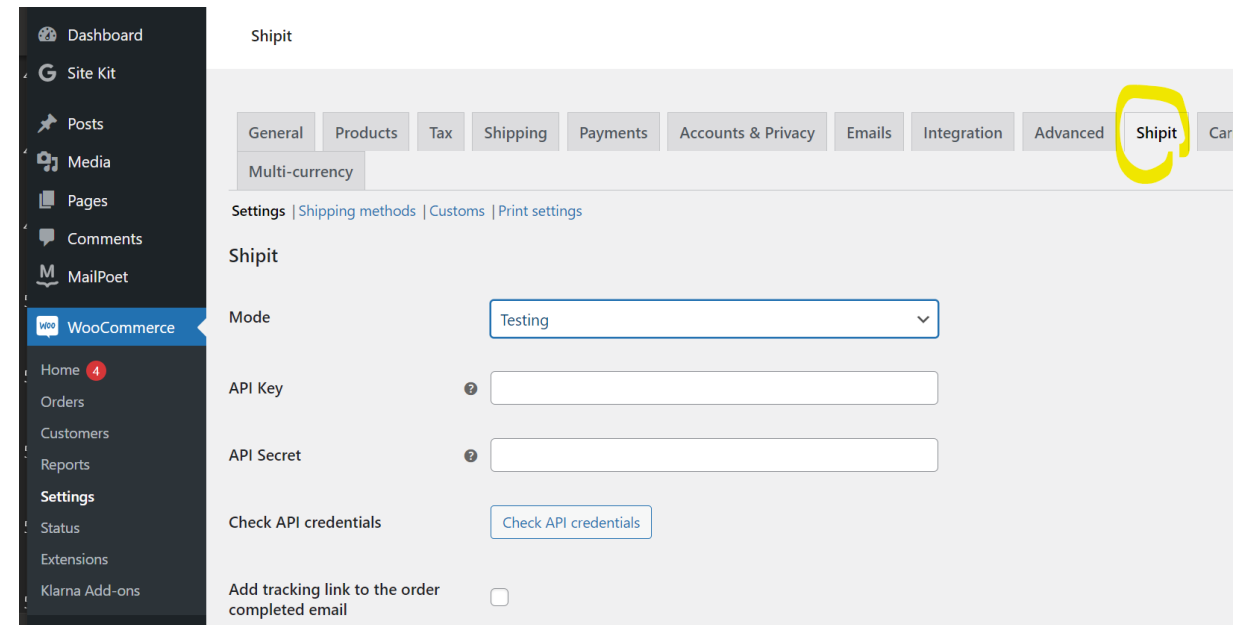 Dashboard
Site Kit
Posts
Media
Pages
Comments
MailPoet
WooCommerce
Home 4
Orders
Customers
Reports
Settings
Status
Extensions
Klarna Add-ons
Shipit
General Products Tax Shipping Payments Accounts & Privacy Emails Integration Advanced Shipit Car
Multi-currency
Settings | Shipping methods | Customs | Print settings
Shipit
Mode Testing
API Key
API Secret
Check API credentials Check API credentials
Add tracking link to the order
completed email